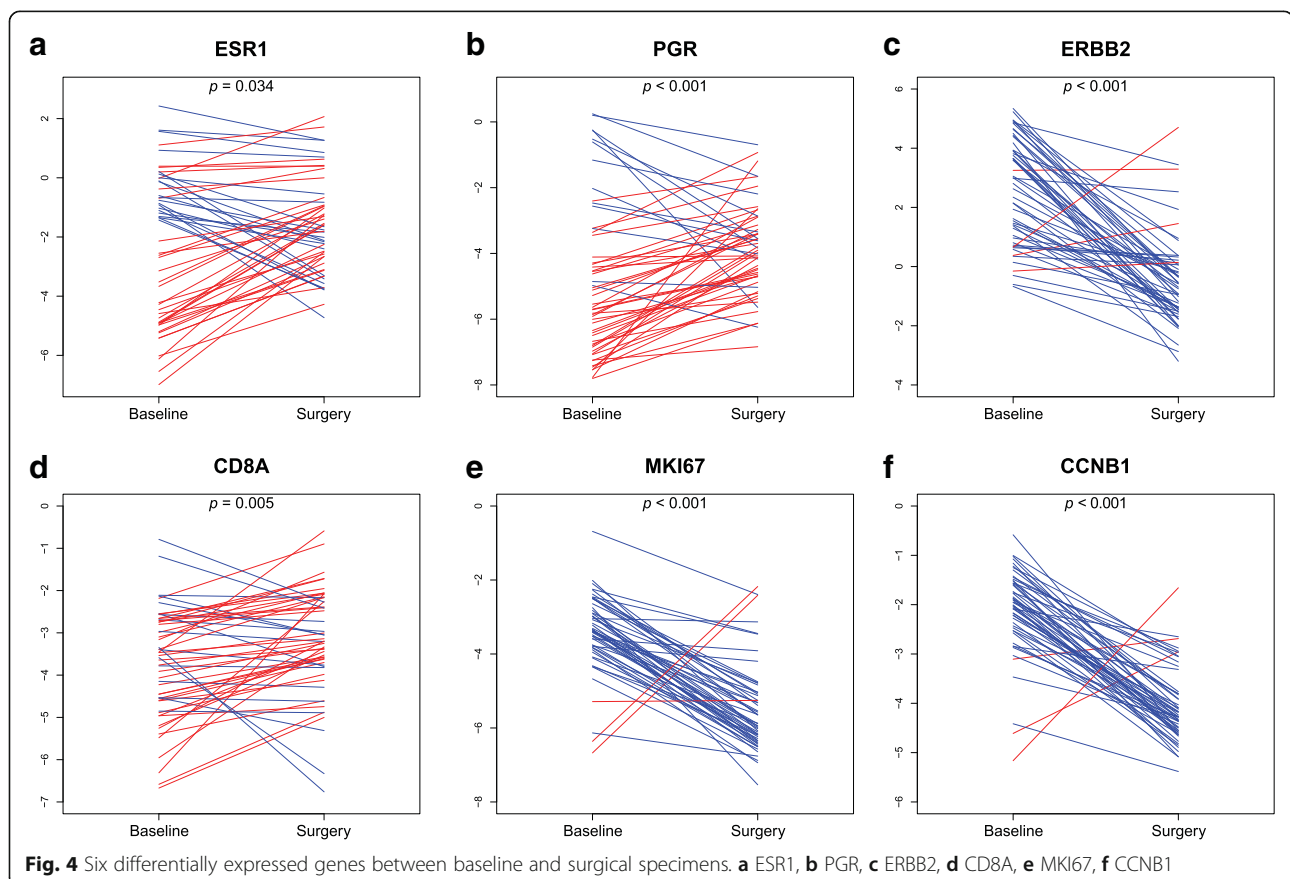 a
ESR1
p = 0.034
2
0
−2
−4
−6
Baseline
Surgery
b
PGR
p < 0.001
0
−2
−4
−6
−8
Baseline
Surgery
c
ERBB2
p < 0.001
6
4
2
0
−2
−4
Baseline
Surgery
d
CD8A
p = 0.005
0
−1
−2
−3
−4
−5
−6
−7
Baseline
Surgery
e
MKI67
p < 0.001
0
−2
−4
−6
−8
Baseline
Surgery
f
CCNB1
p < 0.001
0
−1
−2
−3
−4
−5
−6
Baseline
Surgery
Fig. 4 Six differentially expressed genes between baseline and surgical specimens. a ESR1, b PGR, c ERBB2, d CD8A, e MKI67, f CCNB1